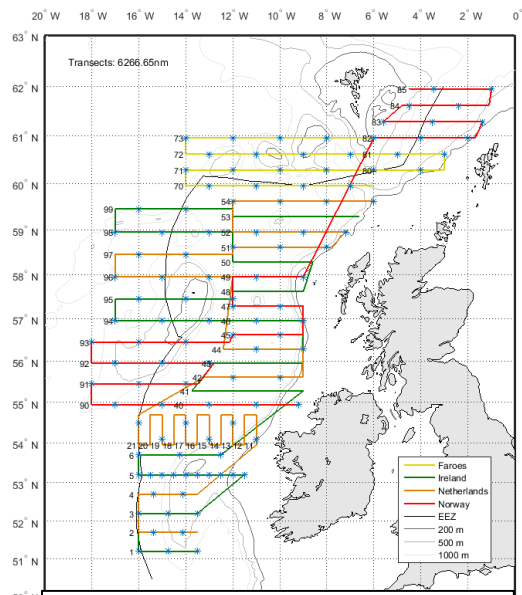 20° W 18° W 16° W 14° W 12° W 10° W 8° W 6° W 4° W 2° W 0° W
63° N
Transects: 6266.65nm
62° N
85
84
83
61° N
73
82
72
81
71
80
60° N
70
54
99
53
59° N
98
52
51
97
50
58° N
96
49
48
95
47
57° N
94
46
45
93
44
56° N
92
43
42
91
41
55° N
90
40
54° N
21 20 19 18 17 16 15 14 13 12 11
6
Faroes
53° N
5
Ireland
4
Netherlands
Norway
52° N
3
EEZ
200 m
2
500 m
51° N
1
1000 m